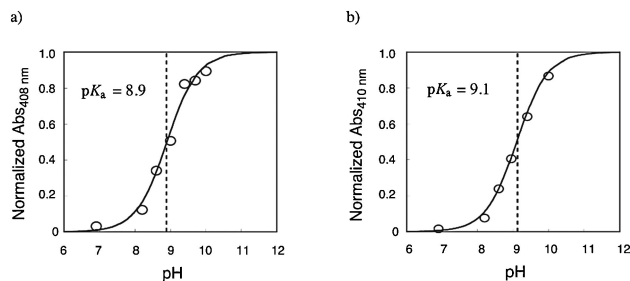 a)
Normalized Abs408 nm
1.0
0.8
0.6
0.4
0.2
0
pKa = 8.9
6 7 8 9 10 11 12
pH
b)
Normalized Abs410 nm
1.0
0.8
0.6
0.4
0.2
0
pKa = 9.1
6 7 8 9 10 11 12
pH